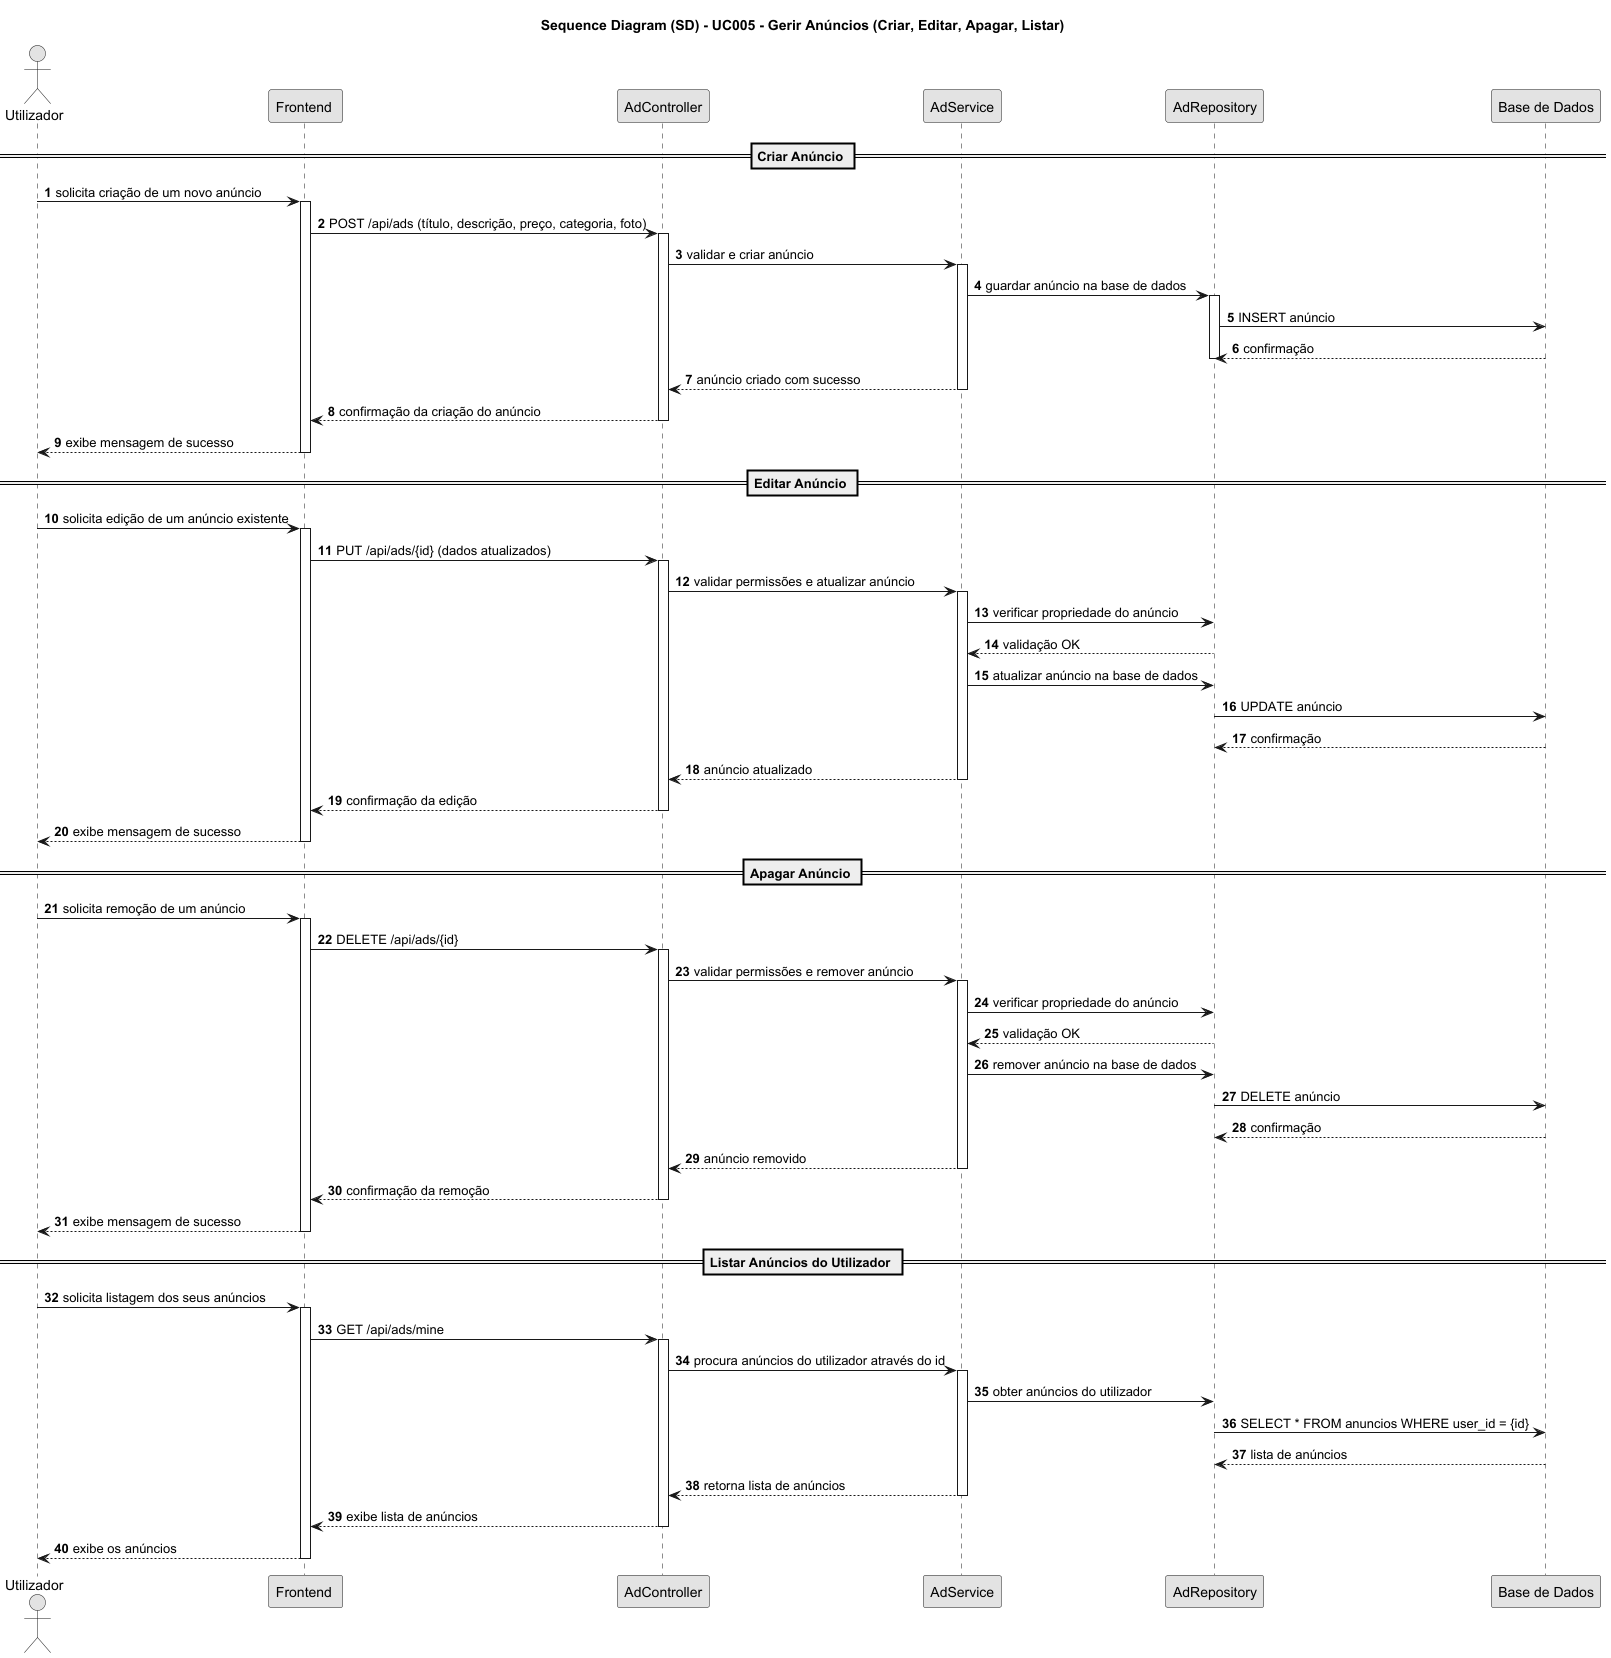 Sequence Diagram (SD) - UC005 - Gerir Anúncios (Criar, Editar, Apagar, Listar)
Utilizador
Frontend
AdController
AdService
AdRepository
Base de Dados
Criar Anúncio
1 solicita criação de um novo anúncio
2 POST /api/ads (título, descrição, preço, categoria, foto)
3 validar e criar anúncio
4 guardar anúncio na base de dados
5 INSERT anúncio
6 confirmação
7 anúncio criado com sucesso
8 confirmação da criação do anúncio
9 exibe mensagem de sucesso
Editar Anúncio
10 solicita edição de um anúncio existente
11 PUT /api/ads/{id} (dados atualizados)
12 validar permissões e atualizar anúncio
13 verificar propriedade do anúncio
14 validação OK
15 atualizar anúncio na base de dados
16 UPDATE anúncio
17 confirmação
18 anúncio atualizado
19 confirmação da edição
20 exibe mensagem de sucesso
Apagar Anúncio
21 solicita remoção de um anúncio
22 DELETE /api/ads/{id}
23 validar permissões e remover anúncio
24 verificar propriedade do anúncio
25 validação OK
26 remover anúncio na base de dados
27 DELETE anúncio
28 confirmação
29 anúncio removido
30 confirmação da remoção
31 exibe mensagem de sucesso
Listar Anúncios do Utilizador
32 solicita listagem dos seus anúncios
33 GET /api/ads/mine
34 procura anúncios do utilizador através do id
35 obter anúncios do utilizador
36 SELECT * FROM anuncios WHERE user_id = {id}
37 lista de anúncios
38 retorna lista de anúncios
39 exibe lista de anúncios
40 exibe os anúncios
Utilizador
Frontend
AdController
AdService
AdRepository
Base de Dados